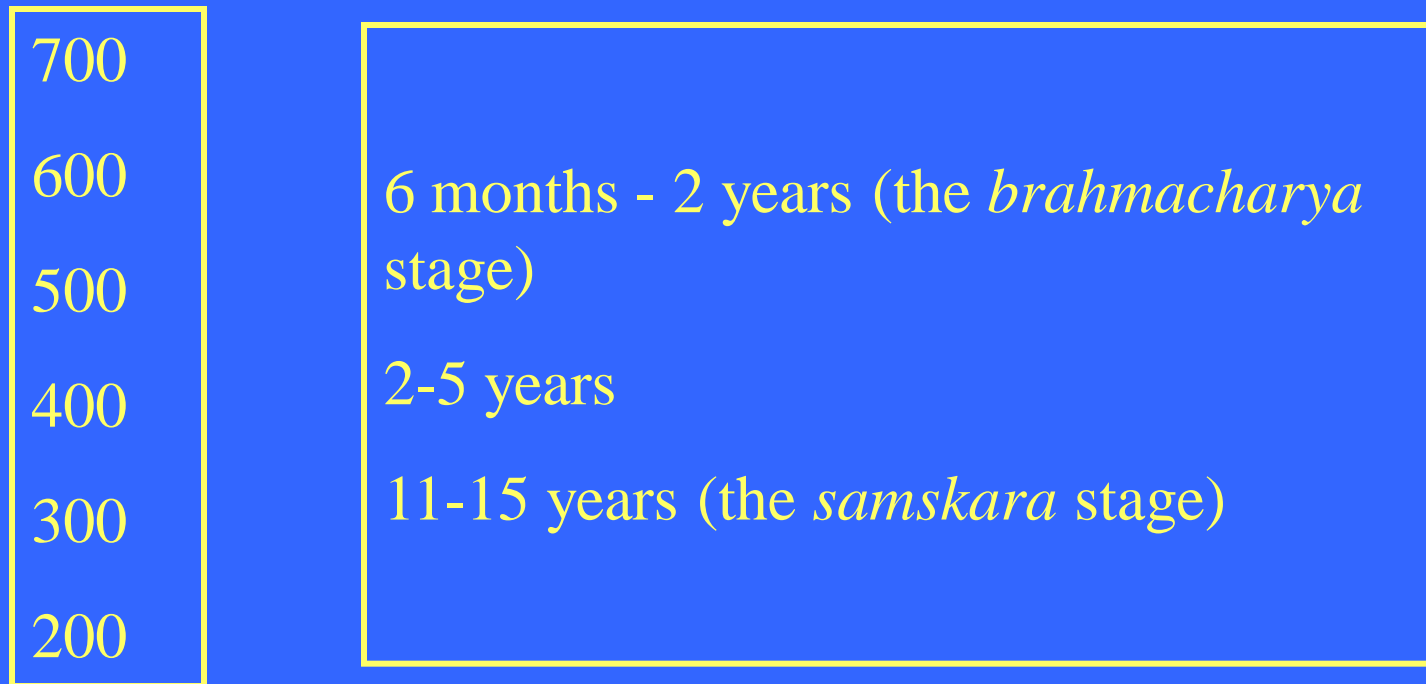 700
600
500
400
300
200
6 months - 2 years (the brahmacharya
stage)
2-5 years
11-15 years (the samskara stage)